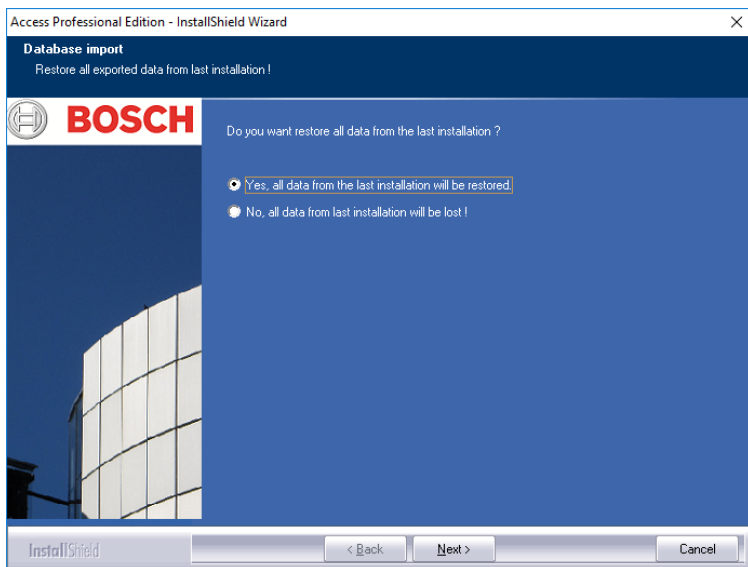 Access Professional Edition - InstallShield Wizard
Database import
Restore all exported data from last installation !
BOSCH
Do you want restore all data from the last installation ?
Yes, all data from the last installation will be restored.
No, all data from last installation will be lost !
InstallShield
< Back
Next >
Cancel